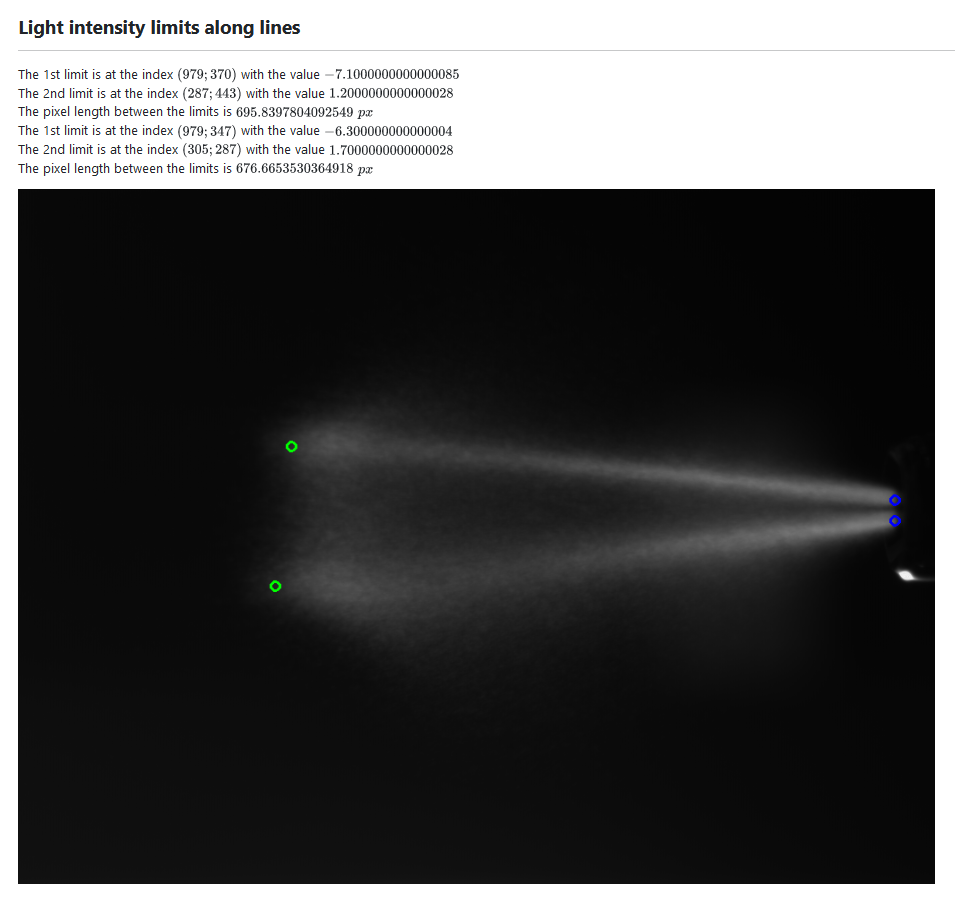 Light intensity limits along lines
The 1st limit is at the index (979; 370) with the value −7.1000000000000085
The 2nd limit is at the index (287; 443) with the value 1.2000000000000028
The pixel length between the limits is 695.8397804092549 px
The 1st limit is at the index (979; 347) with the value −6.300000000000004
The 2nd limit is at the index (305; 287) with the value 1.7000000000000028
The pixel length between the limits is 676.6653530364918 px